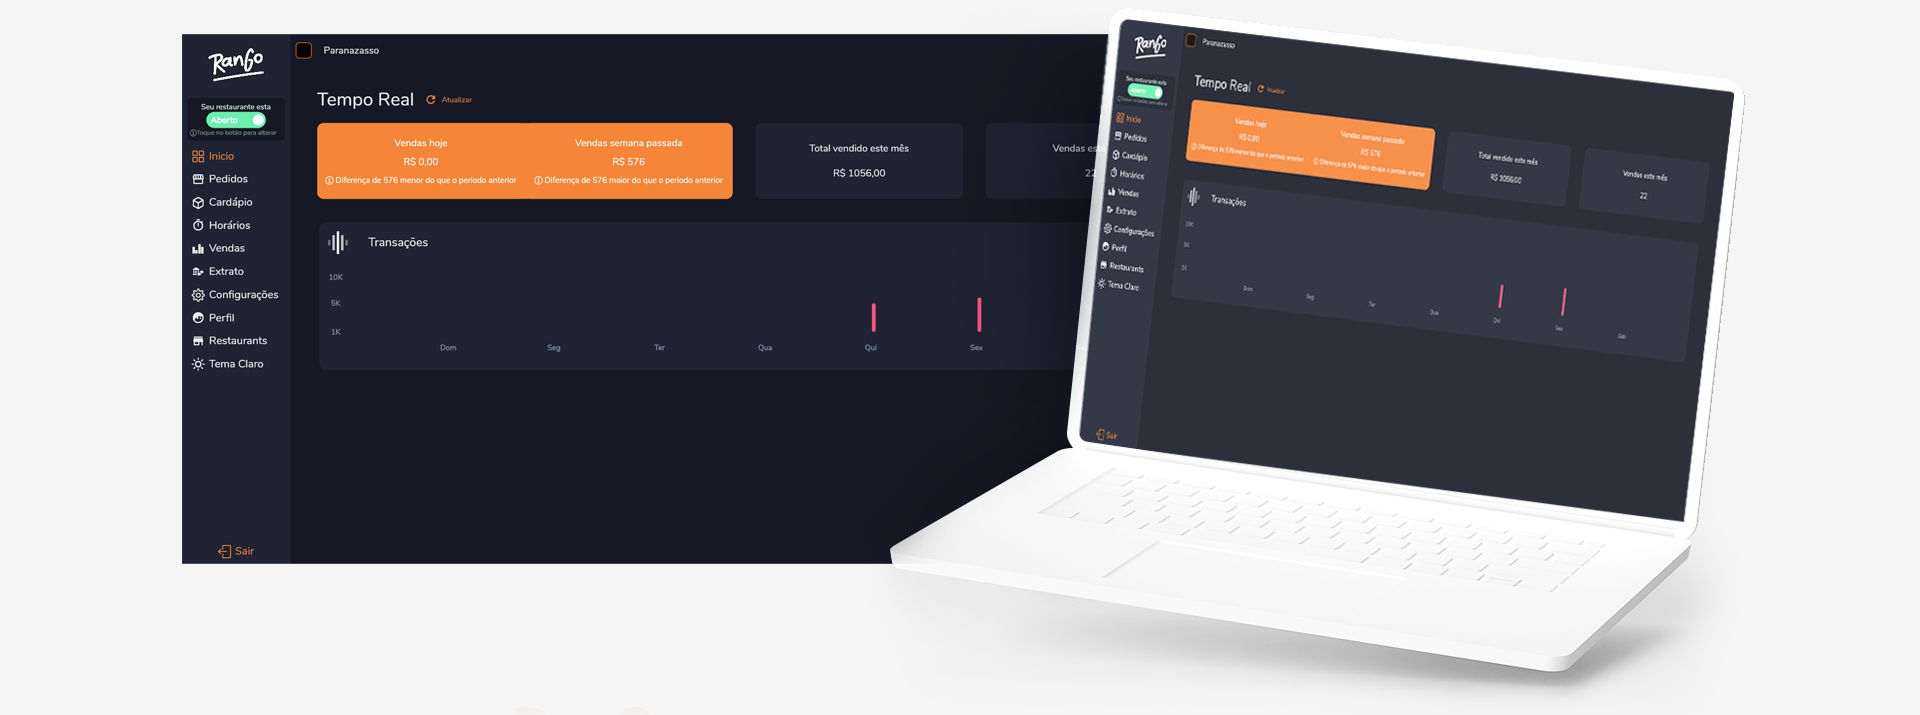 RanGo
Paranazasso
Seu restaurante esta
Aberto
Toque no botão para alterar
Inicio
Pedidos
Cardápio
Horários
Vendas
Extrato
Configurações
Perfil
Restaurants
Tema Claro
Sair
Tempo Real
Atualizar
Vendas hoje
R$ 0,00
Diferença de 576 menor do que o periodo anterior
Vendas semana passada
R$ 576
Diferença de 576 maior do que o periodo anterior
Total vendido este mês
R$ 1056,00
Vendas est
22
Transações
10K
5K
1K
Dom
Seg
Ter
Qua
Qui
Sex
RanGo
Paranazasso
Seu restaurante esta
Aberto
Toque no botão para alterar
Inicio
Pedidos
Cardápio
Horários
Vendas
Extrato
Configurações
Perfil
Restaurants
Tema Claro
Sair
Tempo Real
Atualizar
Vendas hoje
R$ 0,00
Diferença de 576 menor do que o periodo anterior
Vendas semana passada
R$ 576
Diferença de 576 maior do que o periodo anterior
Total vendido este mês
R$ 1056,00
Vendas este mês
22
Transações
10K
5K
1K
Dom
Seg
Ter
Qua
Qui
Sex
Sab